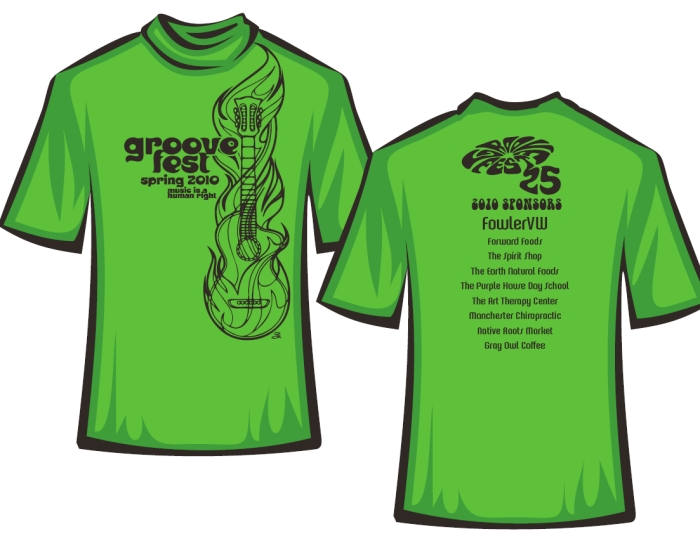 groove
fest
spring 2010
music is a
human right
GROOVE
FEST
25
2010 SPONSORS
FowlerVW
Forward Foods
The Spirit Shop
The Earth Natural Foods
The Purple House Day School
The Art Therapy Center
Manchester Chiropractic
Native Roots Market
Gray Owl Coffee